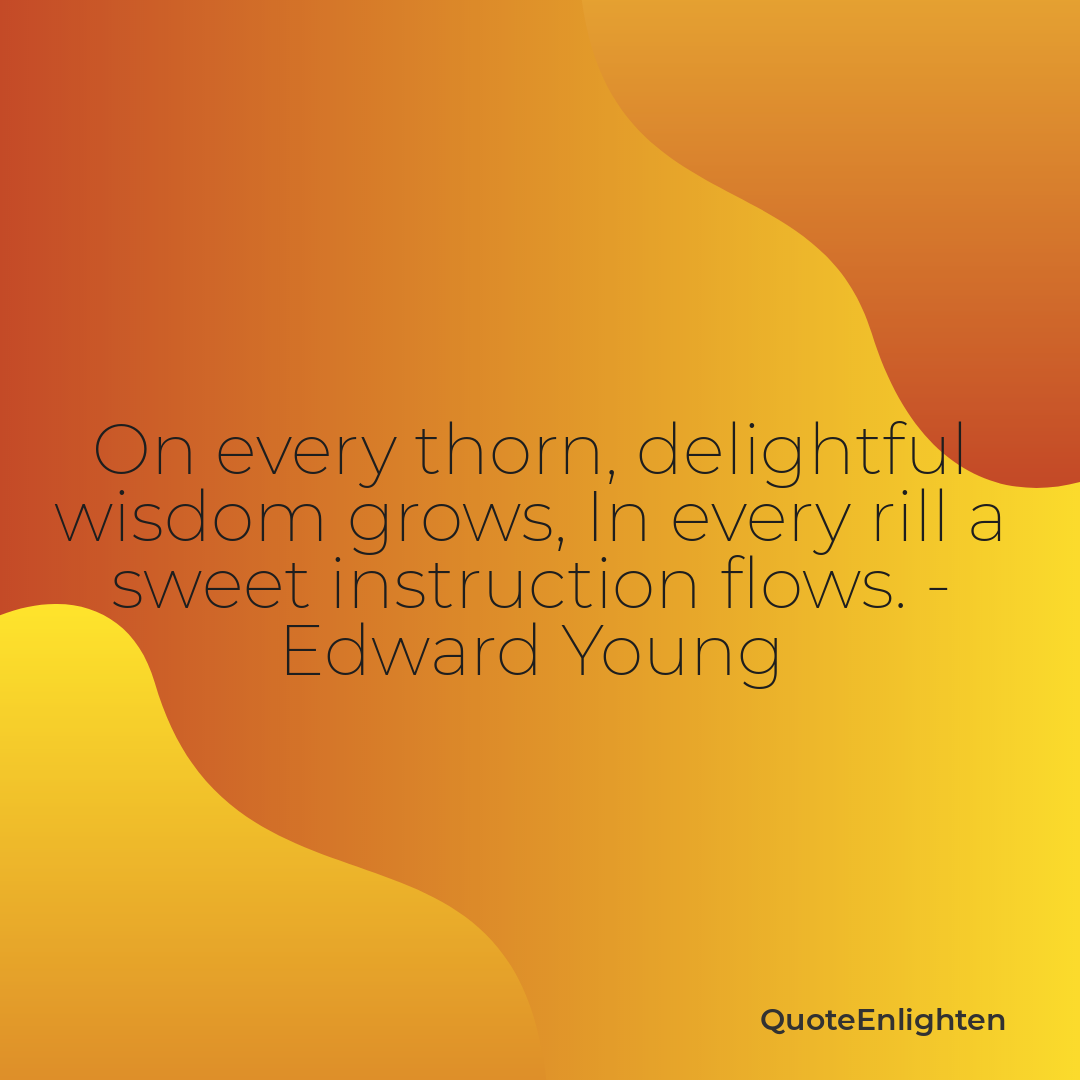 On every thorn, delightful
wisdom grows, In every rill a
sweet instruction flows. -
Edward Young
QuoteEnlighten